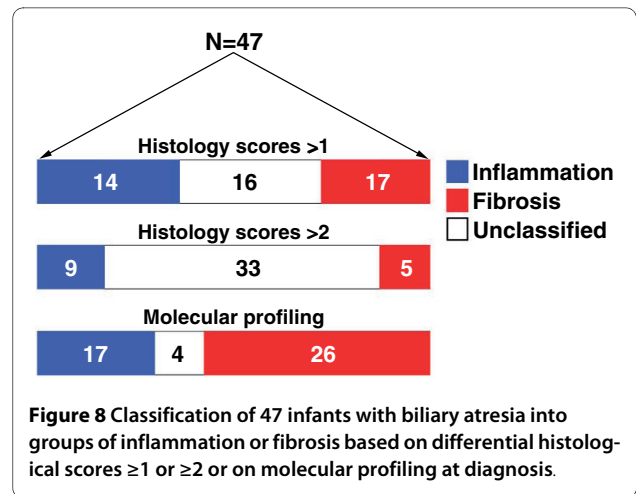 N=47
Histology scores >1
14 16 17
Inflammation
Fibrosis
Unclassified
Histology scores >2
9 33 5
Molecular profiling
17 4 26
Figure 8 Classification of 47 infants with biliary atresia into
groups of inflammation or fibrosis based on differential histolog-
ical scores ≥1 or ≥2 or on molecular profiling at diagnosis.